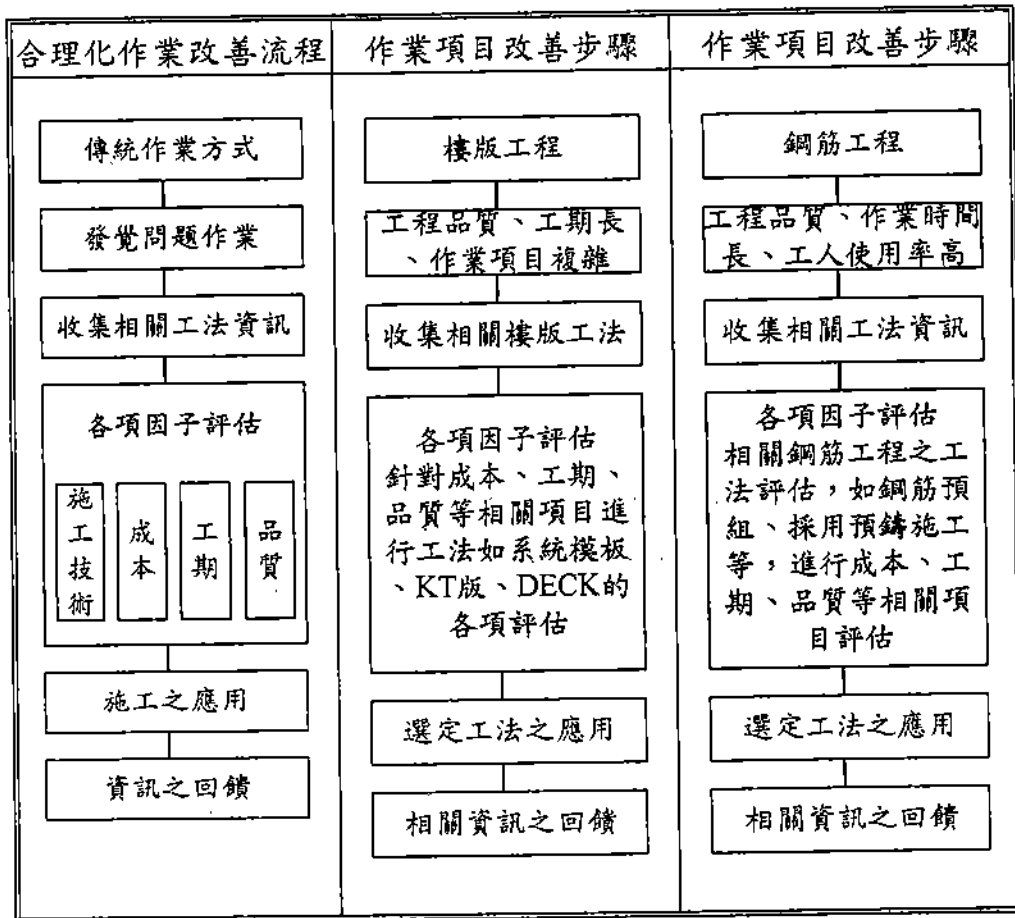 合理化作業改善流程
作業項目改善步驟
作業項目改善步驟
傳統作業方式
發覺問題作業
收集相關工法資訊
各項因子評估
施工技術
成本
工期
品質
施工之應用
資訊之回饋
樓版工程
工程品質、工期長
、作業項目複雜
收集相關樓版工法
各項因子評估
針對成本、工期、
品質等相關項目進
行工法如系統模板
、KT版、DECK的
各項評估
選定工法之應用
相關資訊之回饋
鋼筋工程
工程品質、作業時間
長、工人使用率高
收集相關工法資訊
各項因子評估
相關鋼筋工程之工
法評估，如鋼筋預
組、採用預鑄施工
等，進行成本、工
期、品質等相關項
目評估
選定工法之應用
相關資訊之回饋